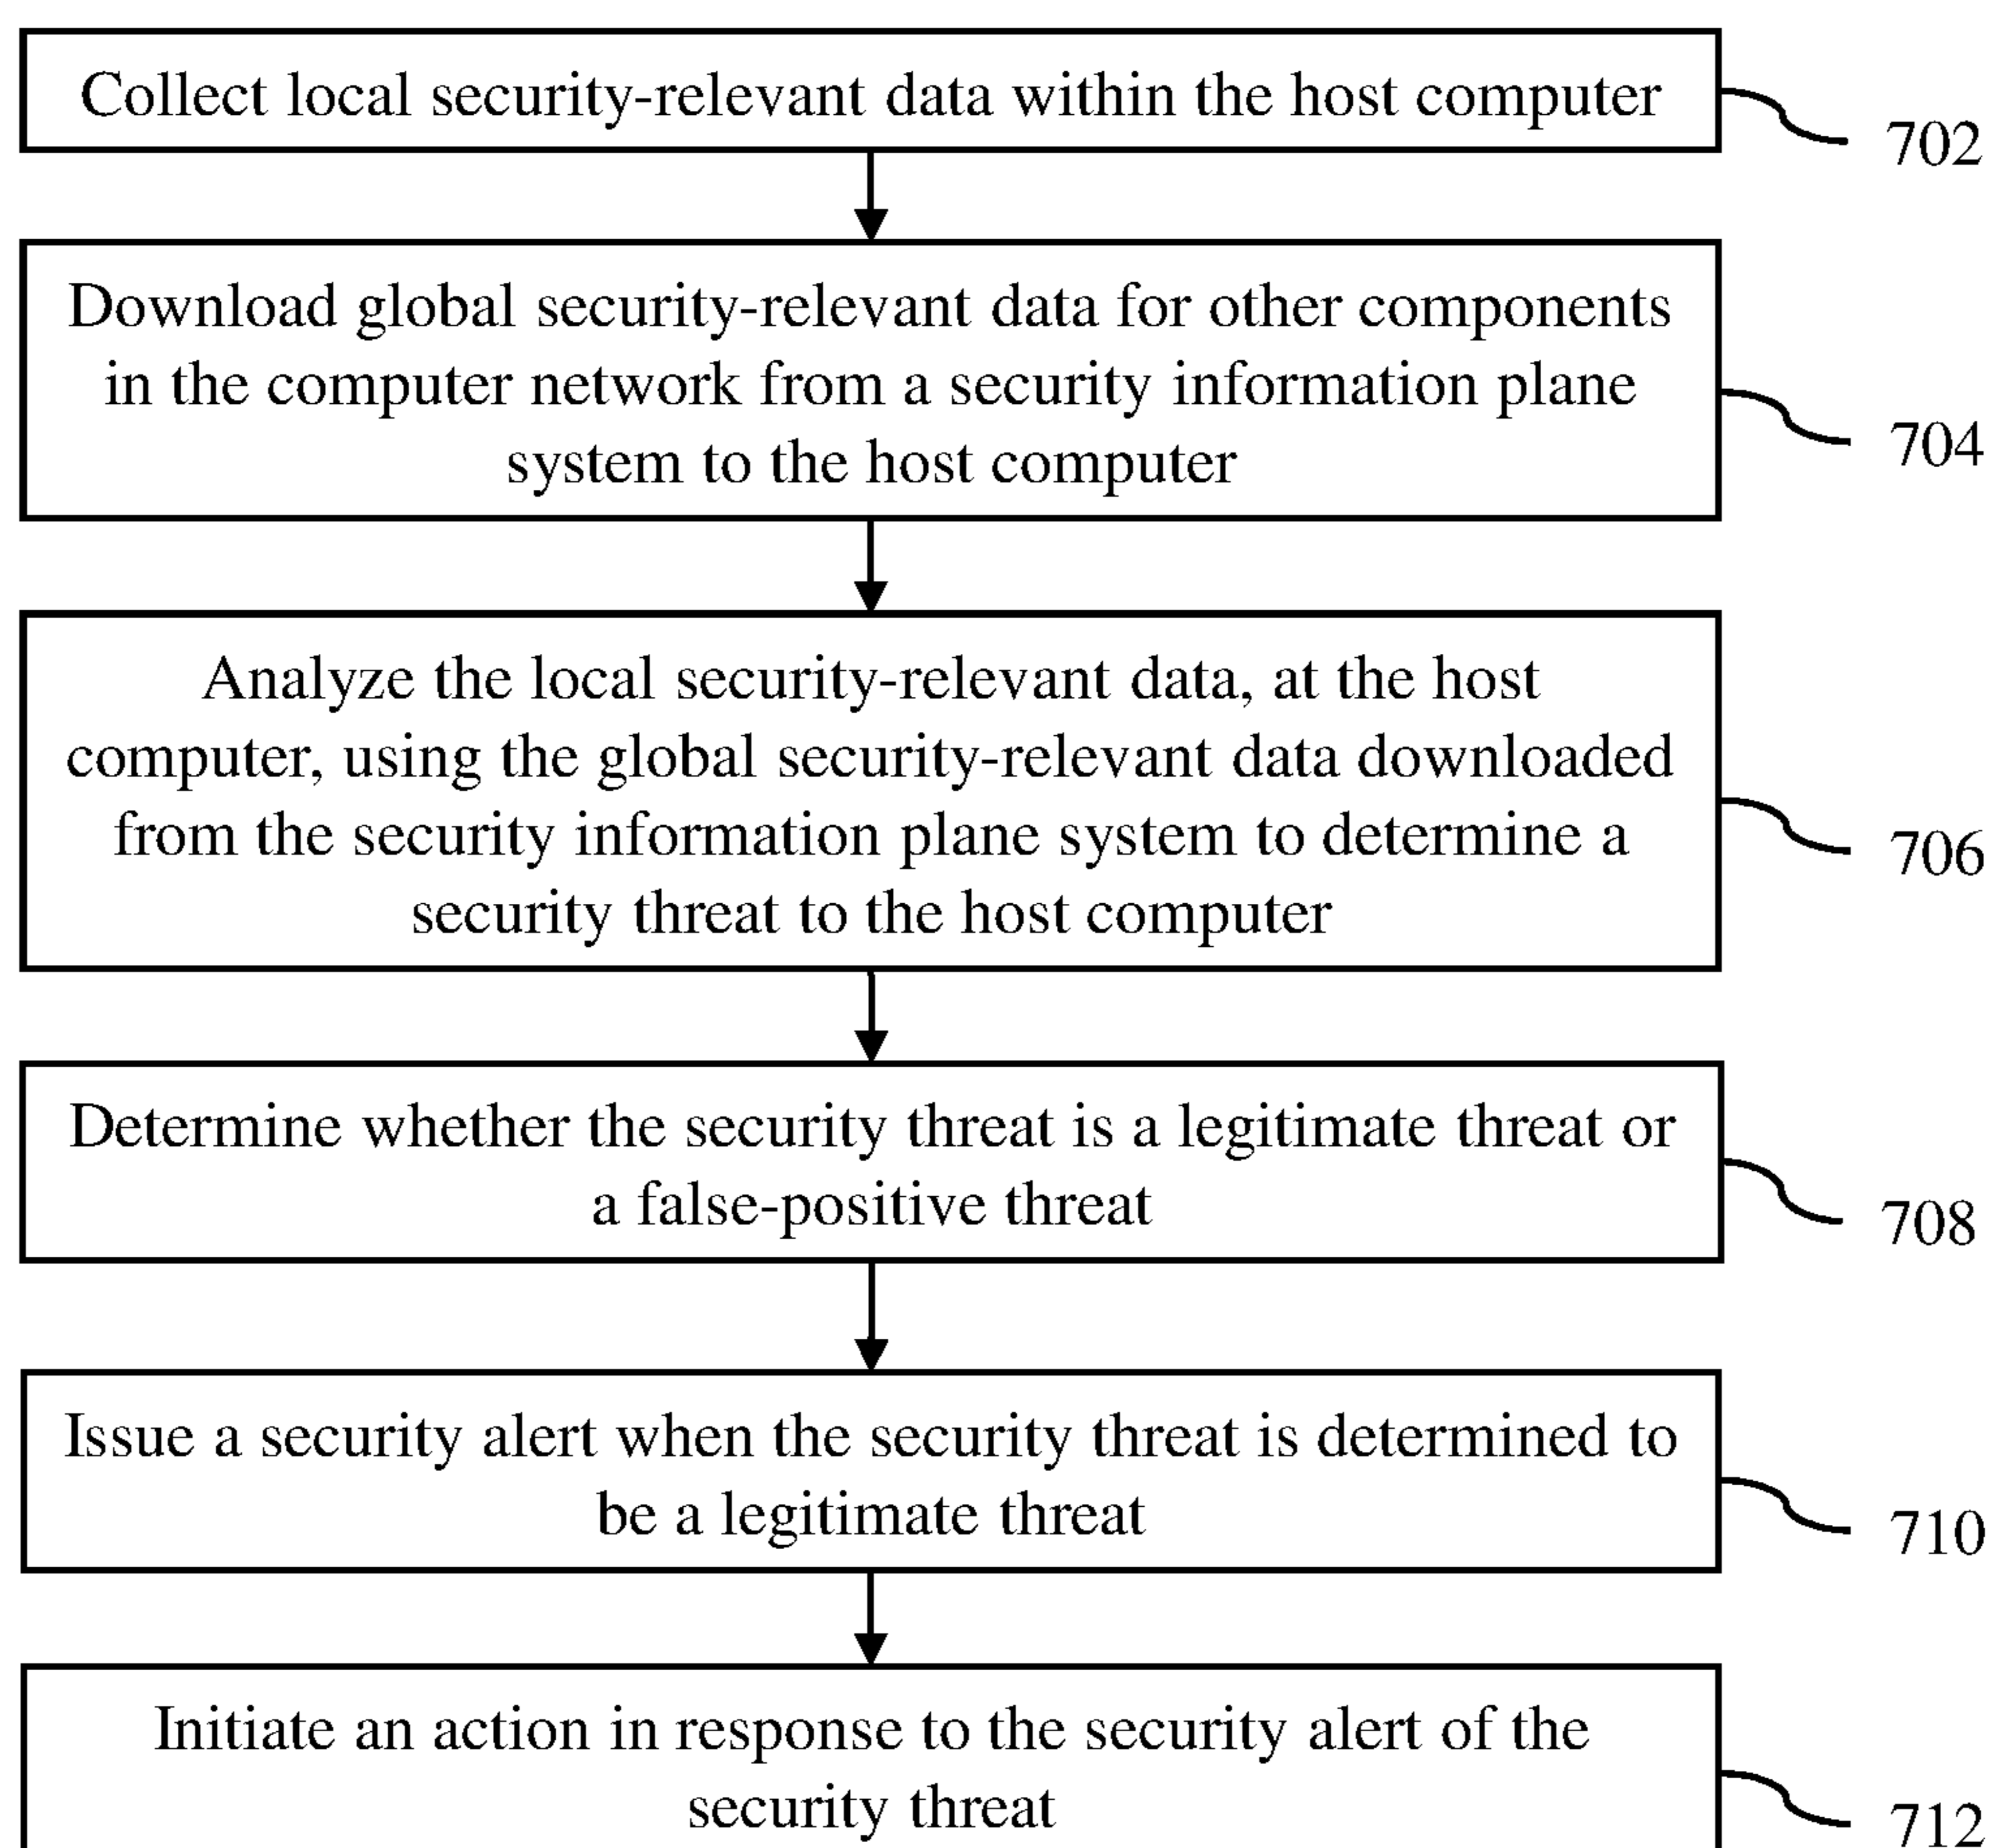 Collect local security-relevant data within the host computer
702
Download global security-relevant data for other components
in the computer network from a security information plane
system to the host computer
704
Analyze the local security-relevant data, at the host
computer, using the global security-relevant data downloaded
from the security information plane system to determine a
security threat to the host computer
706
Determine whether the security threat is a legitimate threat or
a false-positive threat
708
Issue a security alert when the security threat is determined to
be a legitimate threat
710
Initiate an action in response to the security alert of the
security threat
712